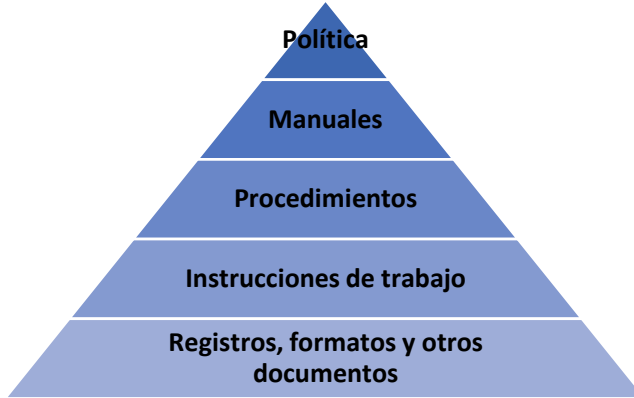 Política
Manuales
Procedimientos
Instrucciones de trabajo
Registros, formatos y otros
documentos